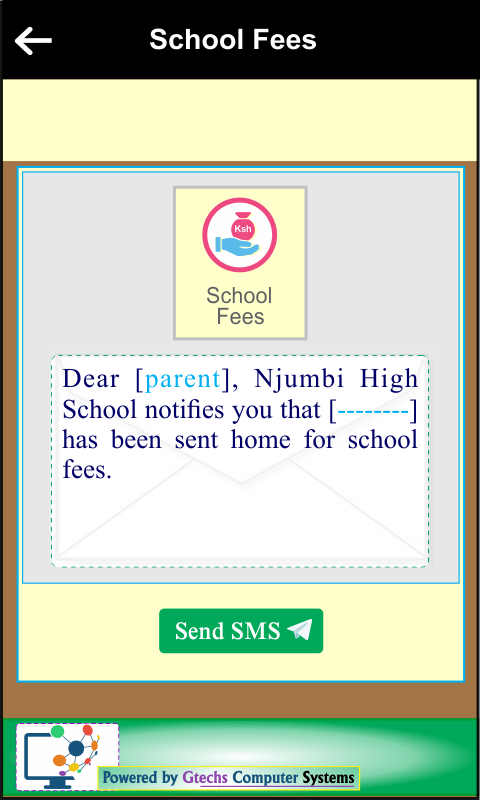 School Fees
Ksh
School
Fees
Dear [parent], Njumbi High
School notifies you that [--------]
has been sent home for school
fees.
Send SMS
Powered by Gtechs Computer Systems